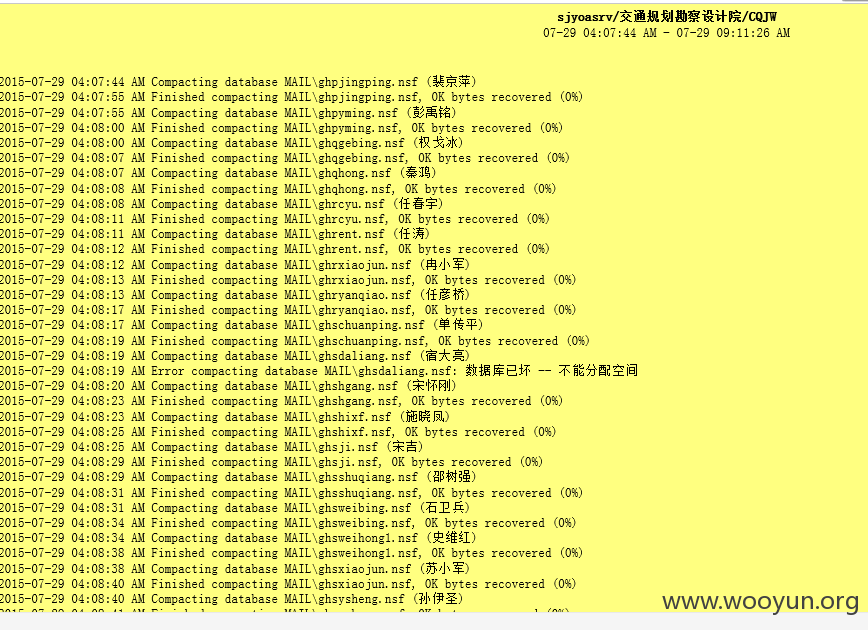 sjyoasrv/交通规划勘察设计院/CQJW
07-29 04:07:44 AM - 07-29 09:11:26 AM
2015-07-29 04:07:44 AM Compacting database MAIL\ghpjingping.nsf (裴京萍)
2015-07-29 04:07:55 AM Finished compacting MAIL\ghpjingping.nsf, 0K bytes recovered (0%)
2015-07-29 04:07:55 AM Compacting database MAIL\ghpyming.nsf (彭禹铭)
2015-07-29 04:08:00 AM Finished compacting MAIL\ghpyming.nsf, 0K bytes recovered (0%)
2015-07-29 04:08:00 AM Compacting database MAIL\ghqgebing.nsf (权戈冰)
2015-07-29 04:08:07 AM Finished compacting MAIL\ghqgebing.nsf, 0K bytes recovered (0%)
2015-07-29 04:08:07 AM Compacting database MAIL\ghqhong.nsf (秦鸿)
2015-07-29 04:08:08 AM Finished compacting MAIL\ghqhong.nsf, 0K bytes recovered (0%)
2015-07-29 04:08:08 AM Compacting database MAIL\ghrcyu.nsf (任春宇)
2015-07-29 04:08:11 AM Finished compacting MAIL\ghrcyu.nsf, 0K bytes recovered (0%)
2015-07-29 04:08:11 AM Compacting database MAIL\ghrent.nsf (任涛)
2015-07-29 04:08:12 AM Finished compacting MAIL\ghrent.nsf, 0K bytes recovered (0%)
2015-07-29 04:08:12 AM Compacting database MAIL\ghrxiaojun.nsf (冉小军)
2015-07-29 04:08:13 AM Finished compacting MAIL\ghrxiaojun.nsf, 0K bytes recovered (0%)
2015-07-29 04:08:13 AM Compacting database MAIL\ghryanqiao.nsf (任彦桥)
2015-07-29 04:08:17 AM Finished compacting MAIL\ghryanqiao.nsf, 0K bytes recovered (0%)
2015-07-29 04:08:17 AM Compacting database MAIL\ghschuanping.nsf (单传平)
2015-07-29 04:08:19 AM Finished compacting MAIL\ghschuanping.nsf, 0K bytes recovered (0%)
2015-07-29 04:08:19 AM Compacting database MAIL\ghsdaliang.nsf (宿大亮)
2015-07-29 04:08:19 AM Error compacting database MAIL\ghsdaliang.nsf: 数据库已坏 -- 不能分配空间
2015-07-29 04:08:20 AM Compacting database MAIL\ghshgang.nsf (宋怀刚)
2015-07-29 04:08:23 AM Finished compacting MAIL\ghshgang.nsf, 0K bytes recovered (0%)
2015-07-29 04:08:23 AM Compacting database MAIL\ghshixf.nsf (施晓凤)
2015-07-29 04:08:25 AM Finished compacting MAIL\ghshixf.nsf, 0K bytes recovered (0%)
2015-07-29 04:08:25 AM Compacting database MAIL\ghsji.nsf (宋吉)
2015-07-29 04:08:29 AM Finished compacting MAIL\ghsji.nsf, 0K bytes recovered (0%)
2015-07-29 04:08:29 AM Compacting database MAIL\ghsshuqiang.nsf (邵树强)
2015-07-29 04:08:31 AM Finished compacting MAIL\ghsshuqiang.nsf, 0K bytes recovered (0%)
2015-07-29 04:08:31 AM Compacting database MAIL\ghsweibing.nsf (石卫兵)
2015-07-29 04:08:34 AM Finished compacting MAIL\ghsweibing.nsf, 0K bytes recovered (0%)
2015-07-29 04:08:34 AM Compacting database MAIL\ghsweihong1.nsf (史维红)
2015-07-29 04:08:38 AM Finished compacting MAIL\ghsweihong1.nsf, 0K bytes recovered (0%)
2015-07-29 04:08:38 AM Compacting database MAIL\ghsxiaojun.nsf (苏小军)
2015-07-29 04:08:40 AM Finished compacting MAIL\ghsxiaojun.nsf, 0K bytes recovered (0%)
2015-07-29 04:08:40 AM Compacting database MAIL\ghsysheng.nsf (孙伊圣)
www.wooyun.org